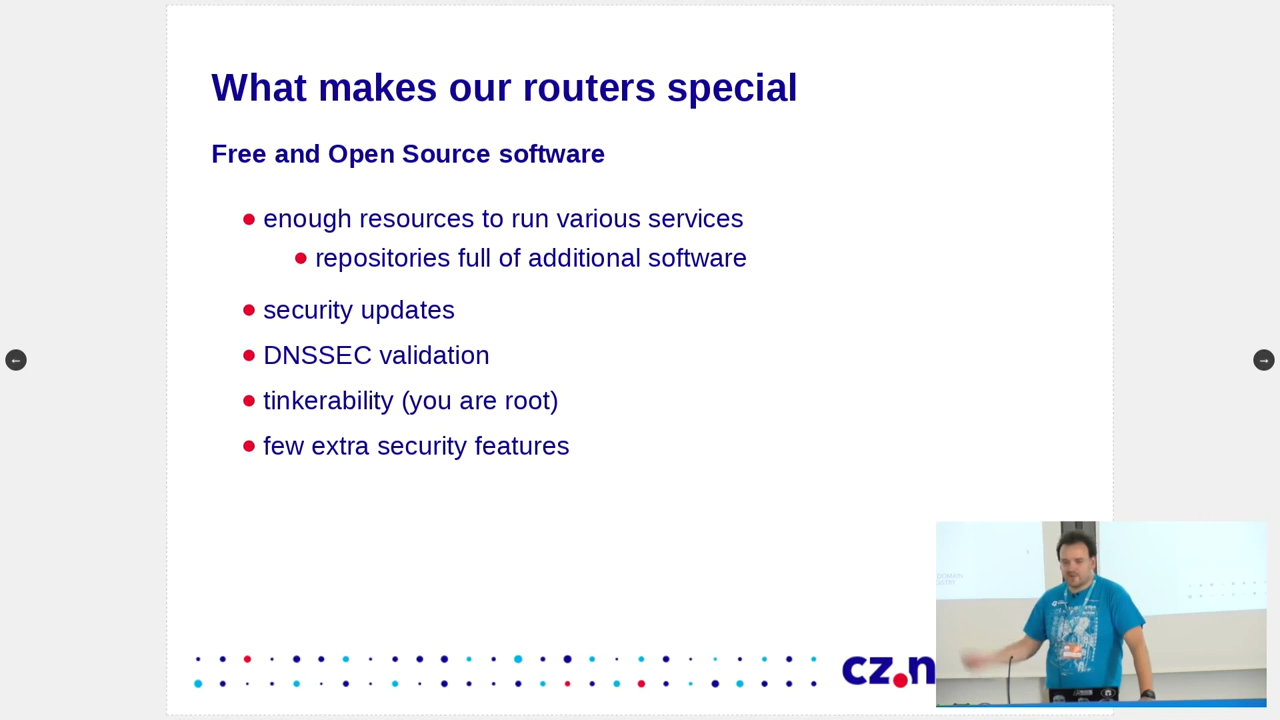 What makes our routers special
Free and Open Source software
enough resources to run various services
repositories full of additional software
security updates
DNSSEC validation
tinkerability (you are root)
few extra security features
cz.n